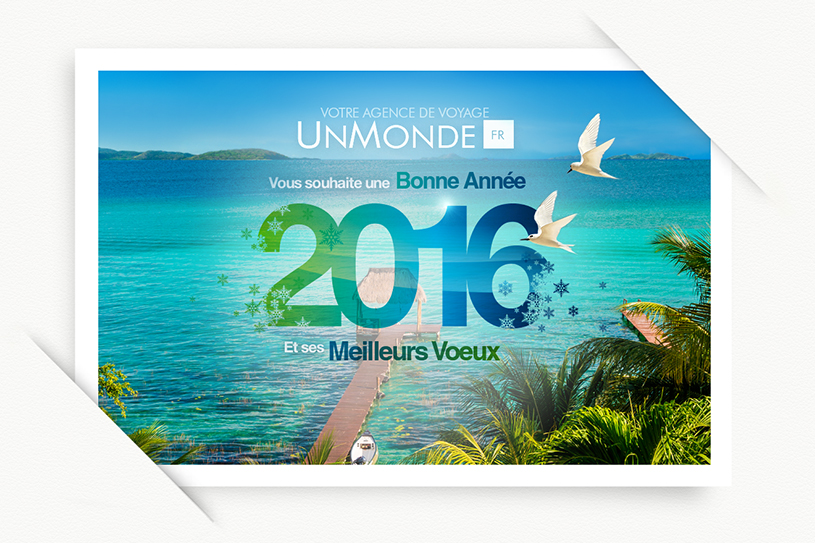 VOTRE AGENCE DE VOYAGE
UNMONDE FR
Vous souhaite une Bonne Année
2016
Et ses Meilleurs Voeux